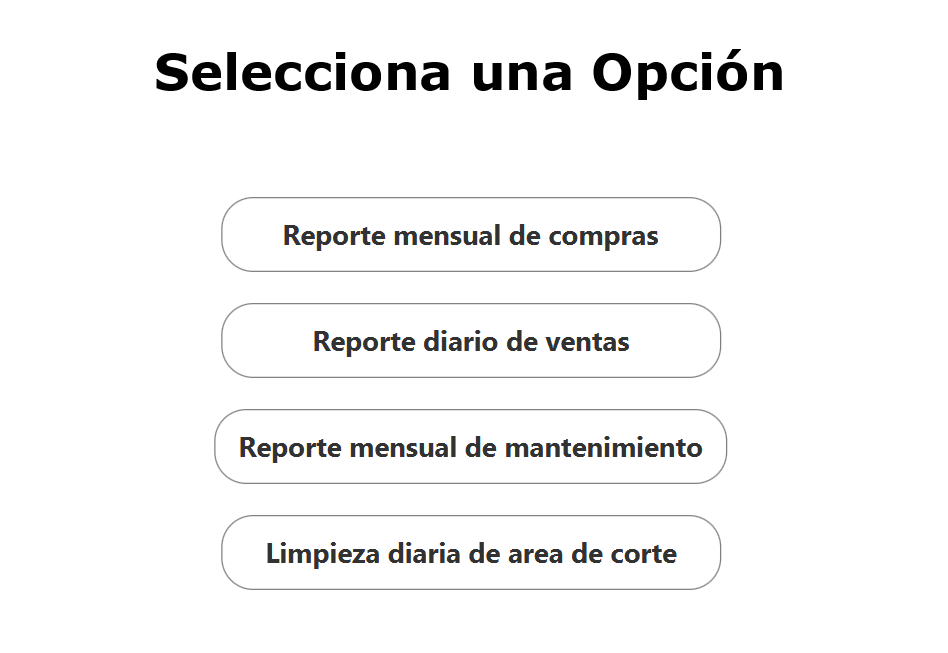 Selecciona una Opción
Reporte mensual de compras
Reporte diario de ventas
Reporte mensual de mantenimiento
Limpieza diaria de area de corte